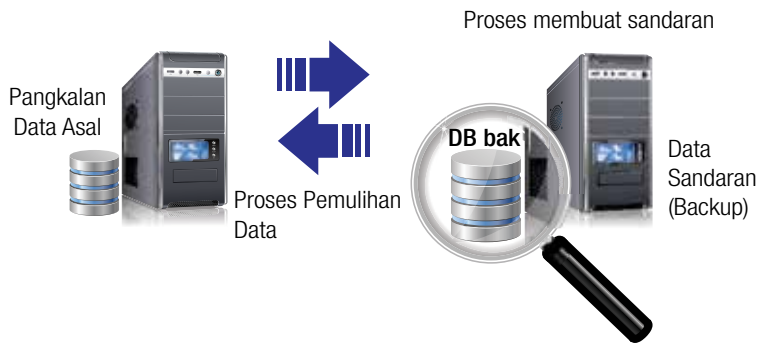 Proses membuat sandaran
Pangkalan
Data Asal
DB bak
Data
Sandaran
(Backup)
Proses Pemulihan
Data